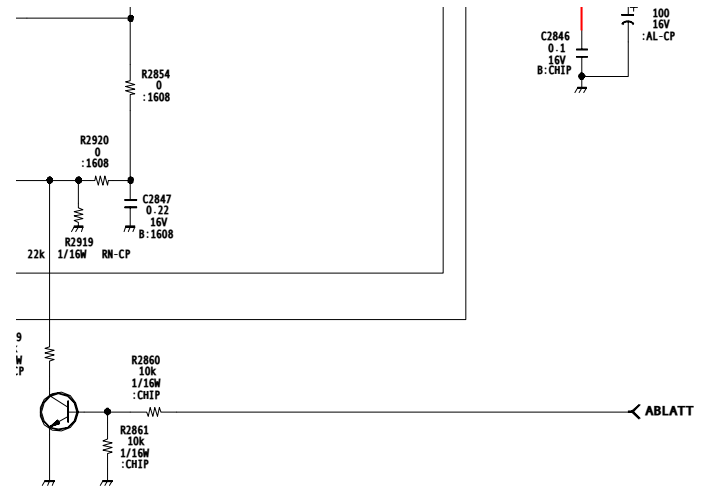 100
16V
:AL-CP
C2846
0.1
16V
B:CHIP
R2854
0
:1608
R2920
0
:1608
C2847
0.22
16V
B:1608
R2919
22k 1/16W RN-CP
9
:
W
:P
R2860
10k
1/16W
:CHIP
ABLATT
R2861
10k
1/16W
:CHIP